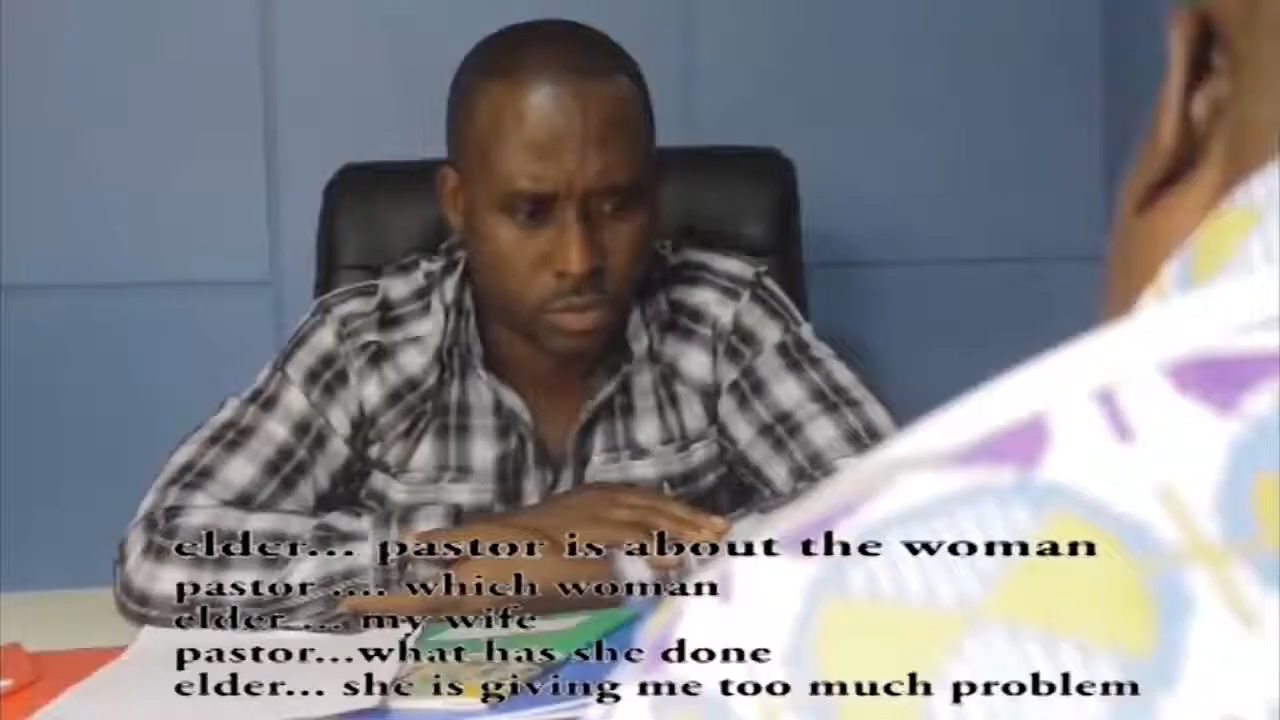 elder... pastor is about the woman
pastor .... which woman
elder .... my wife
pastor...what has she done
elder... she is giving me too much problem